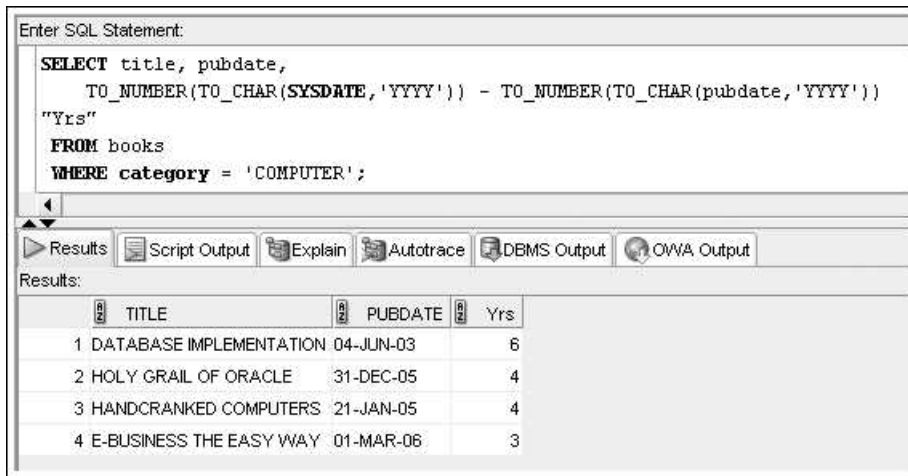 Enter SQL Statement:
SELECT title, pubdate,
TO_NUMBER(TO_CHAR(SYSDATE,'YYYY')) - TO_NUMBER(TO_CHAR(pubdate,'YYYY'))
"Yrs"
FROM books
WHERE category = 'COMPUTER';
Results Script Output Explain Autotrace DBMS Output OWA Output
Results:
TITLE PUBDATE Yrs
1 DATABASE IMPLEMENTATION 04-JUN-03 6
2 HOLY GRAIL OF ORACLE 31-DEC-05 4
3 HANDCRANKED COMPUTERS 21-JAN-05 4
4 E-BUSINESS THE EASY WAY 01-MAR-06 3